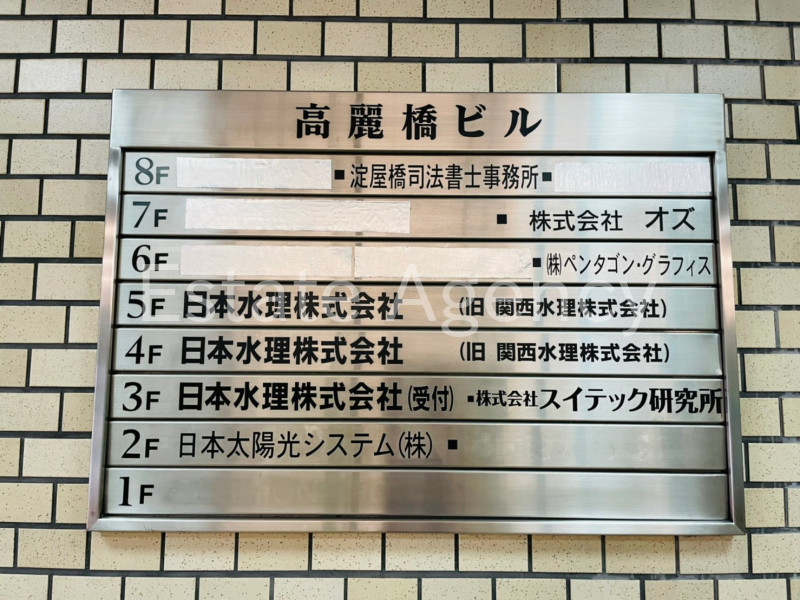 高麗橋ビル
8F ■淀屋橋司法書士事務所■
7F ■ 株式会社 オズ
6F ■㈱ペンタゴン・グラフィス
5F 日本水理株式会社 (旧 関西水理株式会社)
4F 日本水理株式会社 (旧 関西水理株式会社)
3F 日本水理株式会社(受付) ■株式会社スイテック研究所
2F 日本太陽光システム(株) ■
1F
Estate Agency